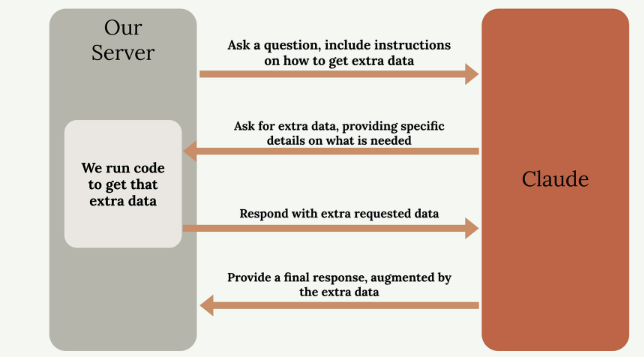 Our
Server
Ask a question, include instructions
on how to get extra data
Ask for extra data, providing specific
details on what is needed
We run code
to get that
extra data
Claude
Respond with extra requested data
Provide a final response, augmented by
the extra data